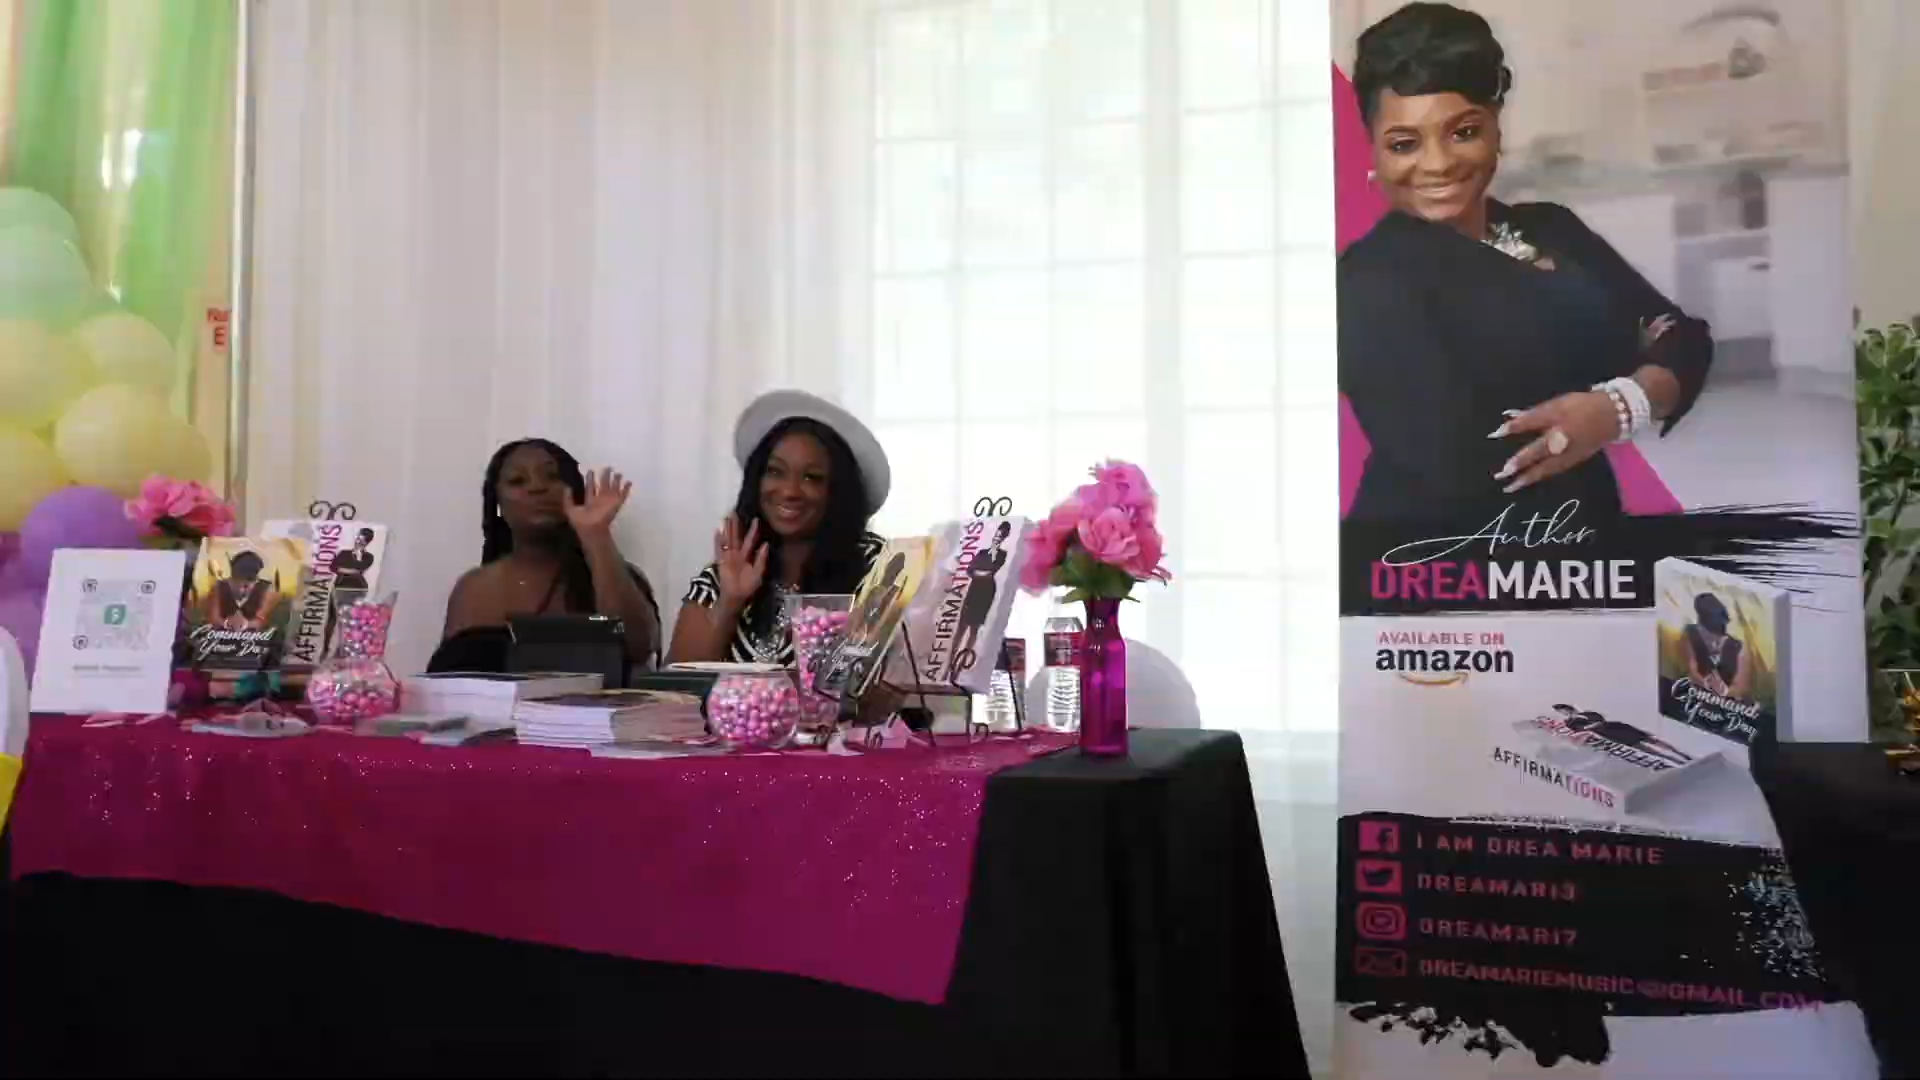 AFFIRMATIONS
Command
Your Day
AFFIRMATIONS
Author
DREAMARIE
AVAILABLE ON
amazon
Command
Your Day
AFFIRMATIONS
AFFIRMATIONS
I AM DREA MARIE
DREAMARI3
DREAMARI7
DREAMARIEMUSIC@GMAIL.COM